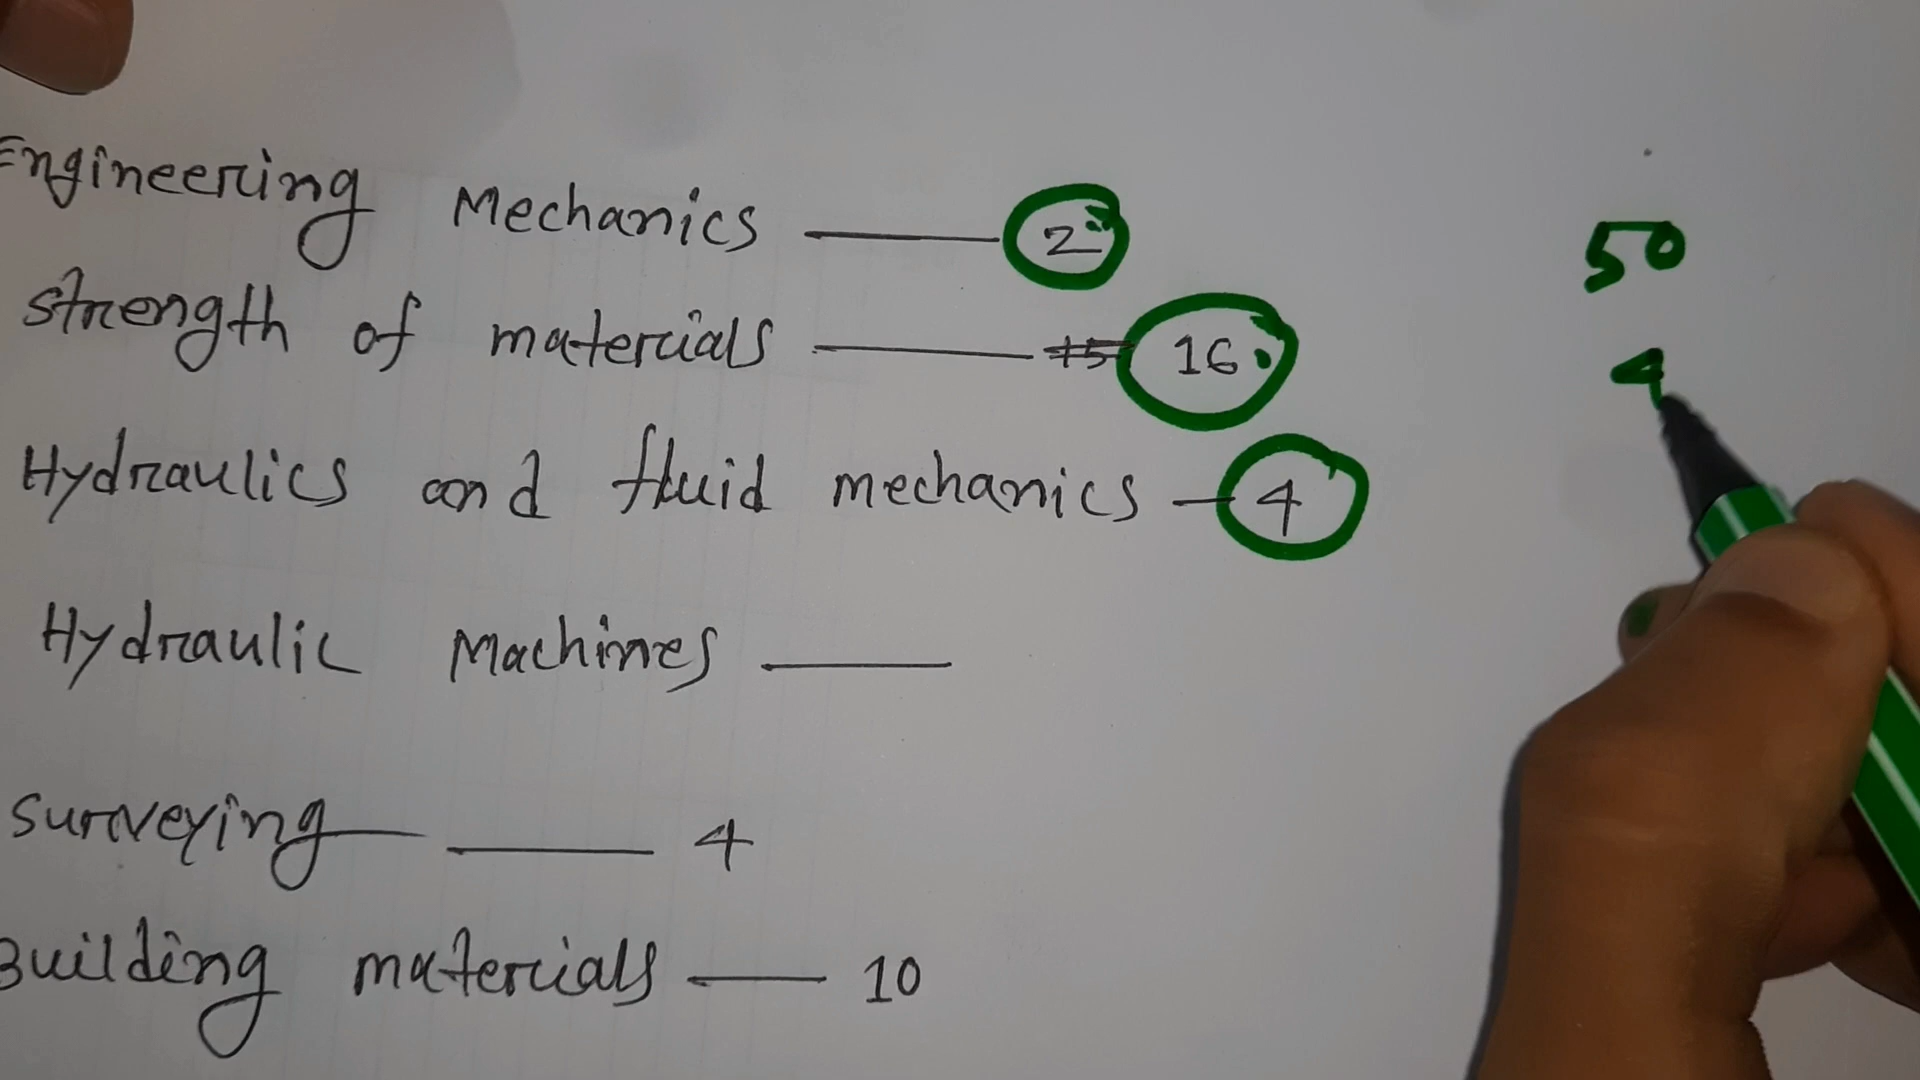 Engineering Mechanics —— 2
Strength of materials —— 15 16
Hydraulics and fluid mechanics — 4
Hydraulic Machines ——
Surveying —— 4
Building materials —— 10
50
4